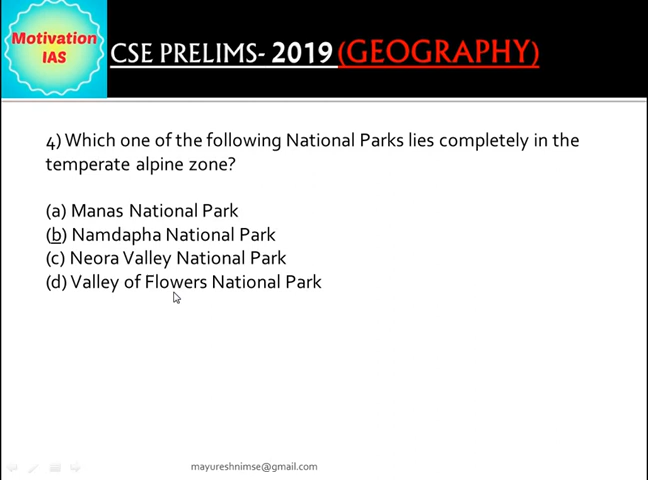 Motivation
IAS
CSE PRELIMS- 2019 (GEOGRAPHY)
4) Which one of the following National Parks lies completely in the
temperate alpine zone?
(a) Manas National Park
(b) Namdapha National Park
(c) Neora Valley National Park
(d) Valley of Flowers National Park
mayureshnimse@gmail.com